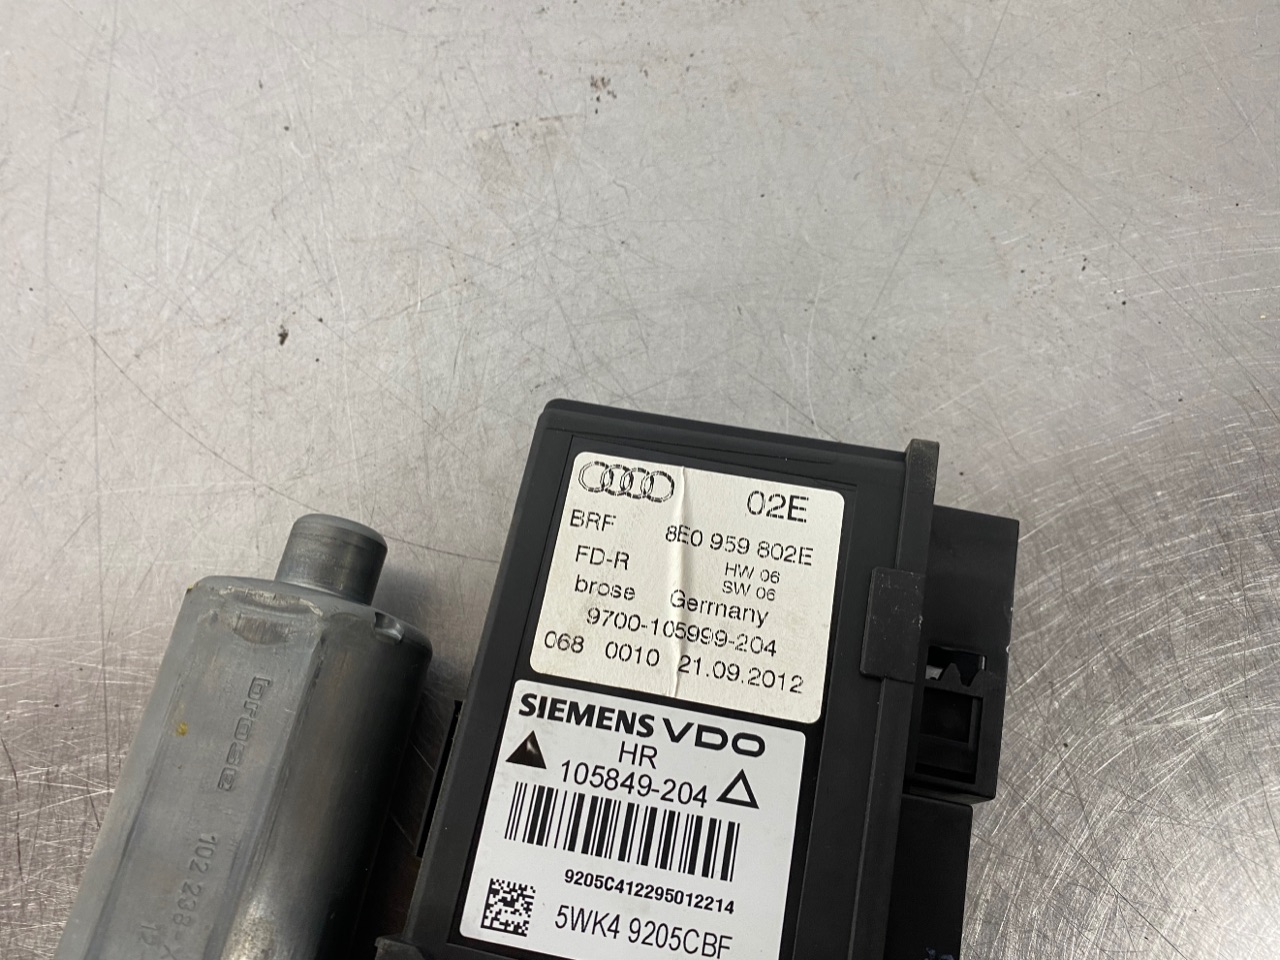 02E
BRF
8E0 959 802E
FD-R
HW 06
SW 06
brose Germany
9700-105999-204
068 0010 21.09.2012
SIEMENS VDO
HR
105849-204
9205C412295012214
5WK4 9205CBF
brose
102 238